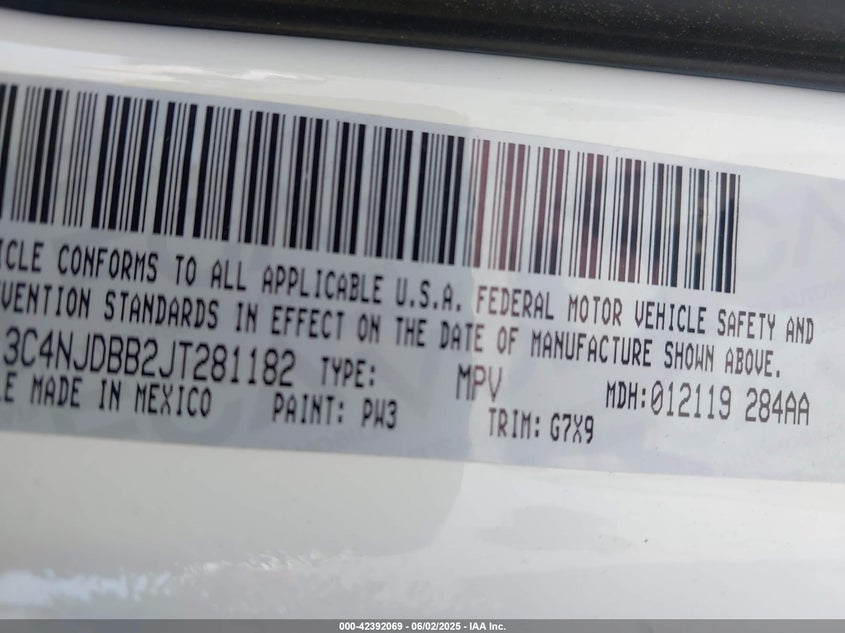 ICLE CONFORMS TO ALL APPLICABLE U.S.A. FEDERAL MOTOR VEHICLE SAFETY AND
VENTION STANDARDS IN EFFECT ON THE DATE OF MANUFACTURE SHOWN ABOVE.
3C4NJDBB2JT281182 TYPE: MPV MDH:012119 284AA
LE MADE IN MEXICO PAINT: PW3 TRIM: G7X9
000-42392069 - 06/02/2025 - IAA Inc.